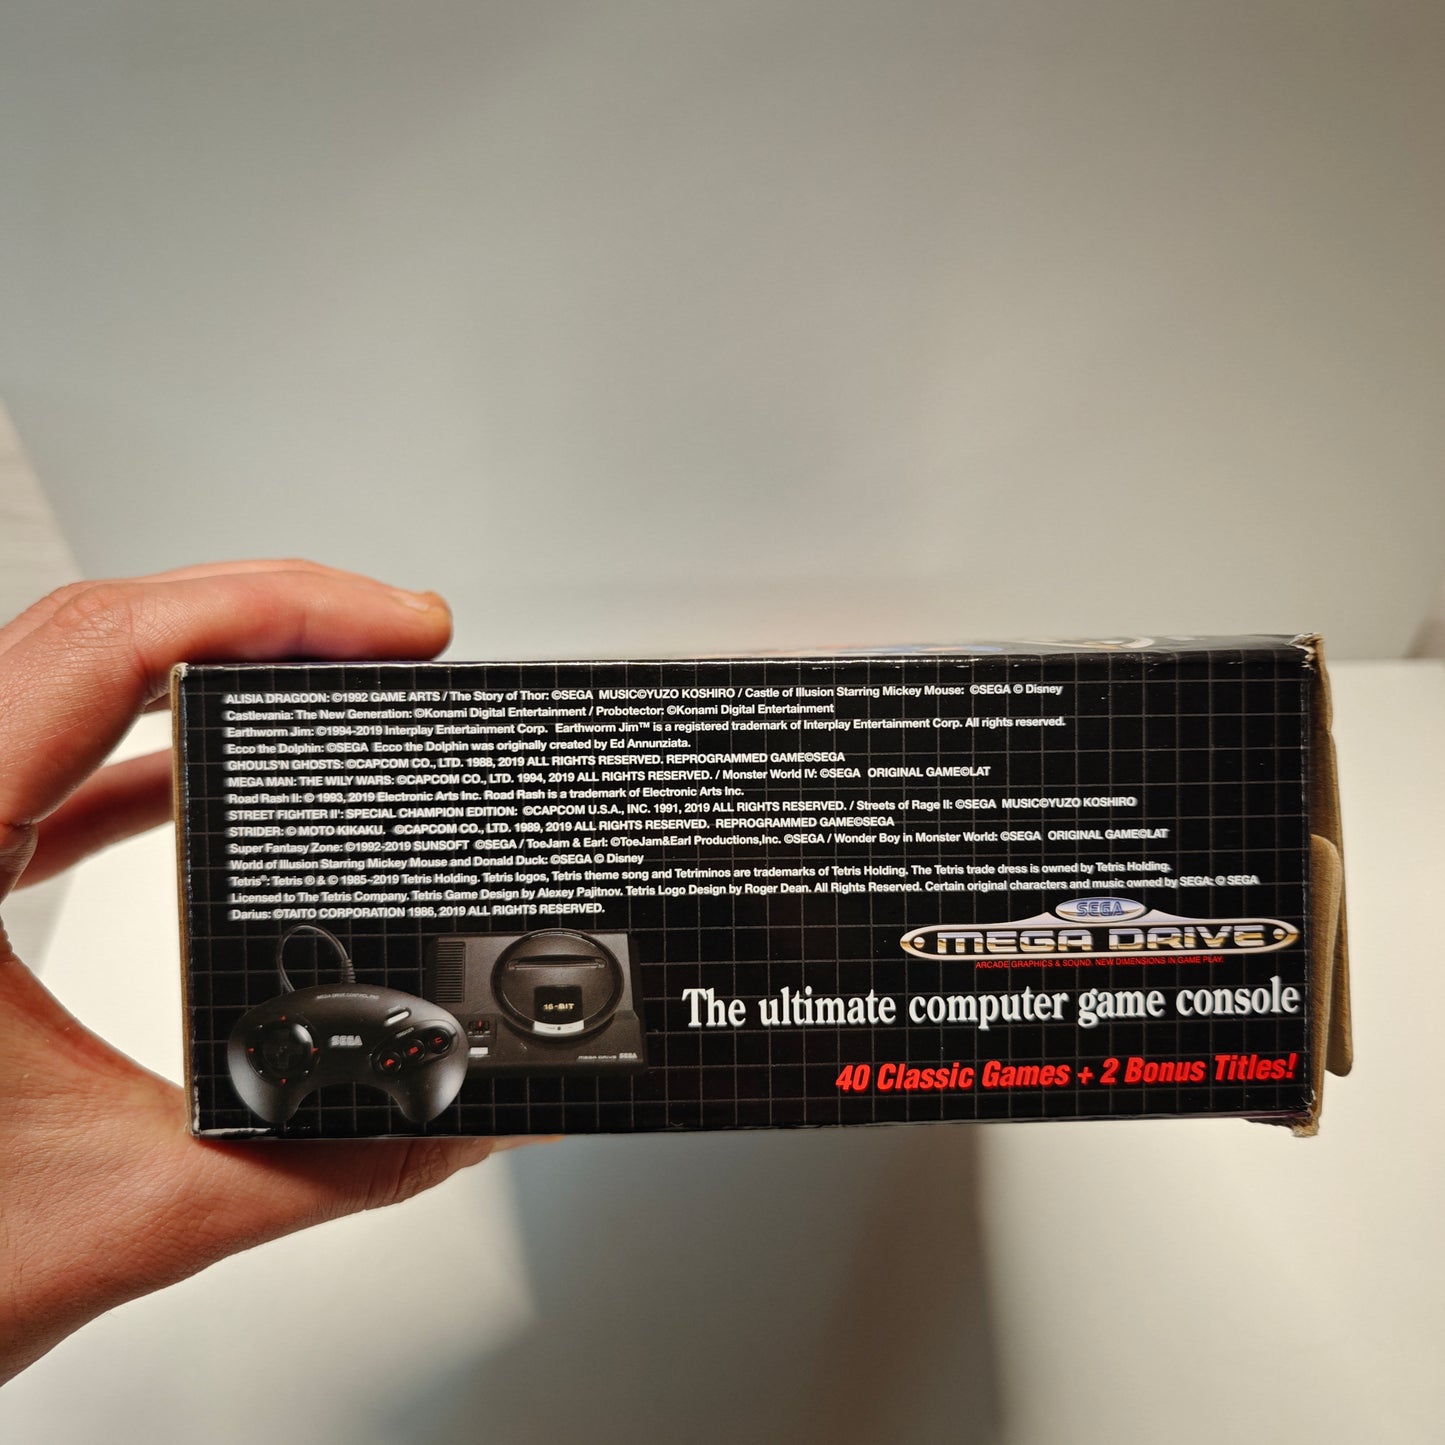 ALISIA DRAGOON: ©1992 GAME ARTS / The Story of Thor: ©SEGA MUSIC©YUZO KOSHIRO / Castle of Illusion Starring Mickey Mouse: ©SEGA © Disney
Castlevania: The New Generation: ©Konami Digital Entertainment / Probotector: ©Konami Digital Entertainment
Earthworm Jim: ©1994-2019 Interplay Entertainment Corp. Earthworm Jim™ is a registered trademark of Interplay Entertainment Corp. All rights reserved.
Ecco the Dolphin: ©SEGA Ecco the Dolphin was originally created by Ed Annunziata.
GHOULS'N GHOSTS: ©CAPCOM CO., LTD. 1988, 2019 ALL RIGHTS RESERVED. REPROGRAMMED GAME©SEGA
MEGA MAN: THE WILY WARS: ©CAPCOM CO., LTD. 1994, 2019 ALL RIGHTS RESERVED. / Monster World IV: ©SEGA ORIGINAL GAME©LAT
Road Rash II: © 1993, 2019 Electronic Arts Inc. Road Rash is a trademark of Electronic Arts Inc.
STREET FIGHTER II': SPECIAL CHAMPION EDITION: ©CAPCOM U.S.A., INC. 1991, 2019 ALL RIGHTS RESERVED. / Streets of Rage II: ©SEGA MUSIC©YUZO KOSHIRO
STRIDER: © MOTO KIKAKU, ©CAPCOM CO., LTD. 1989, 2019 ALL RIGHTS RESERVED. REPROGRAMMED GAME©SEGA
Super Fantasy Zone: ©1992-2019 SUNSOFT ©SEGA / ToeJam & Earl: ©ToeJam&Earl Productions,Inc. ©SEGA / Wonder Boy in Monster World: ©SEGA ORIGINAL GAME©LAT
World of Illusion Starring Mickey Mouse and Donald Duck: ©SEGA © Disney
Tetris®: Tetris ® & © 1985~2019 Tetris Holding. Tetris logos, Tetris theme song and Tetriminos are trademarks of Tetris Holding. The Tetris trade dress is owned by Tetris Holding.
Licensed to The Tetris Company. Tetris Game Design by Alexey Pajitnov. Tetris Logo Design by Roger Dean. All Rights Reserved. Certain original characters and music owned by SEGA: © SEGA
Darius: ©TAITO CORPORATION 1986, 2019 ALL RIGHTS RESERVED.
SEGA
MEGA DRIVE
ARCADE GRAPHICS & SOUND. NEW DIMENSIONS IN GAME PLAY.
The ultimate computer game console
40 Classic Games + 2 Bonus Titles!
MEGA DRIVE CONTROL PAD
SEGA
A B C
16-BIT
MEGA DRIVE SEGA